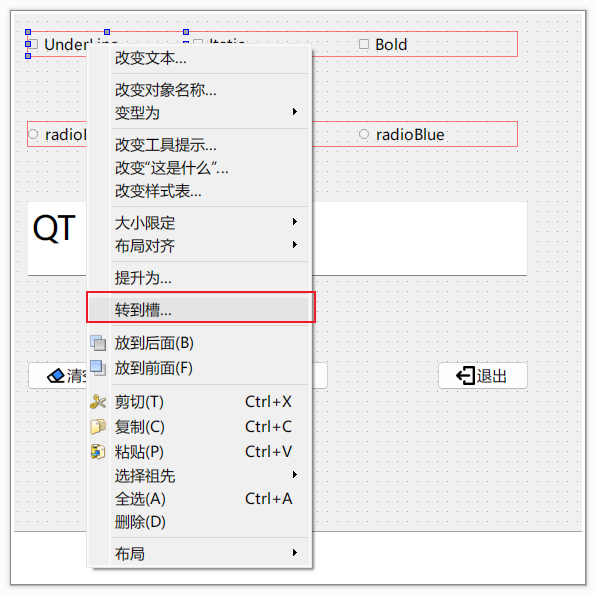 Bold
改变文本...
改变对象名称...
变型为
radioBlue
改变工具提示...
改变“这是什么”...
改变样式表...
大小限定
QT
布局对齐
提升为...
转到槽...
放到后面(B)
放到前面(F)
退出
剪切(T) Ctrl+X
复制(C) Ctrl+C
粘贴(P) Ctrl+V
选择祖先
全选(A) Ctrl+A
删除(D)
布局